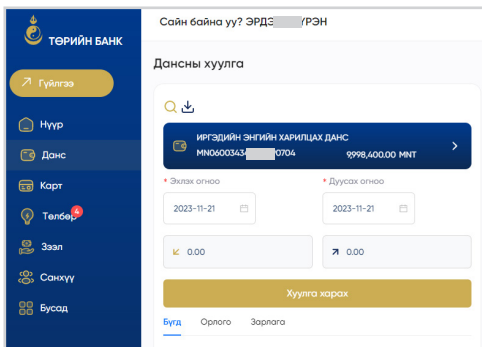 ТӨРИЙН БАНК
Сайн байна уу? ЭРДЭ РЭН
Гүйлгээ
Нүүр
Данс
Карт
Төлбөр
4
Зээл
Санхүү
Бусад
Дансны хуулга
ИРГЭДИЙН ЭНГИЙН ХАРИЛЦАХ ДАНС
MN0600343 0704 9,998,400.00 MNT
* Эхлэх огноо * Дуусах огноо
2023-11-21 2023-11-21
0.00 0.00
Хуулга харах
Бүгд Орлого Зарлага